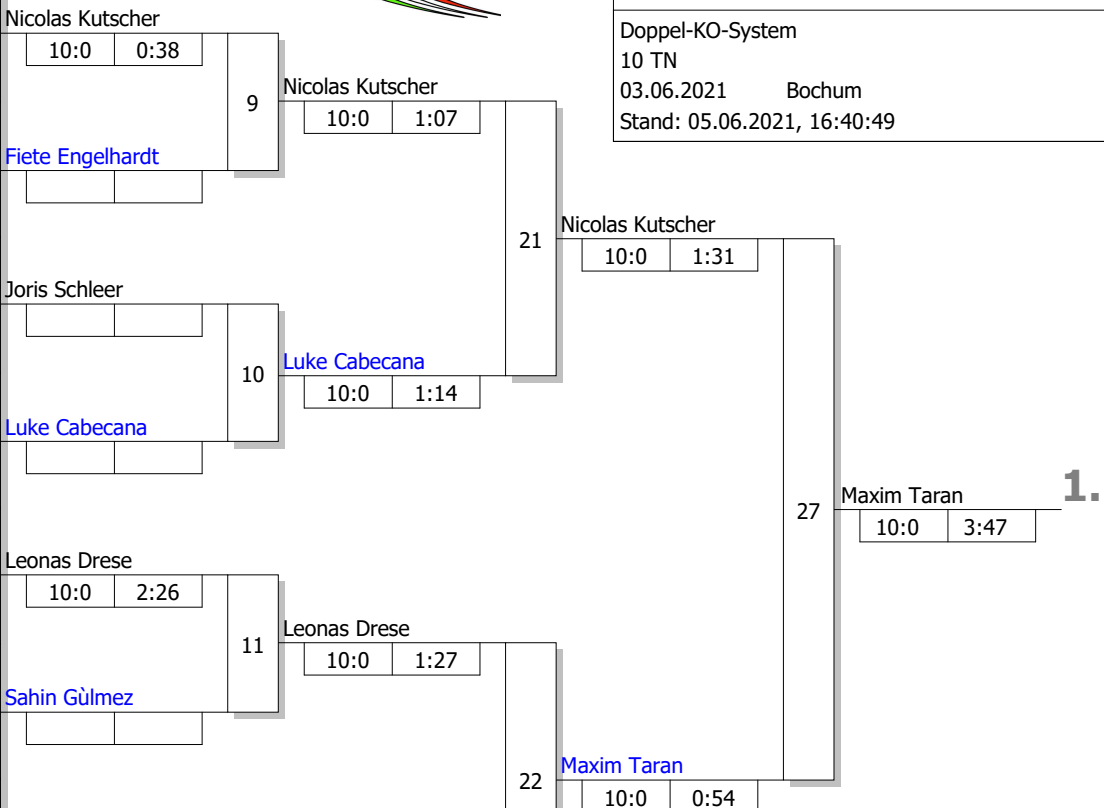 Nicolas Kutscher
10:0 0:38
9
Fiete Engelhardt
Joris Schleer
10
Luke Cabecana
Leonas Drese
10:0 2:26
11
Sahin Gùlmez
Nicolas Kutscher
10:0 1:07
21
Luke Cabecana
10:0 1:14
Leonas Drese
10:0 1:27
22
Nicolas Kutscher
10:0 1:31
27
Maxim Taran
10:0 0:54
Maxim Taran
10:0 3:47
1.
Doppel-KO-System
10 TN
03.06.2021 Bochum
Stand: 05.06.2021, 16:40:49